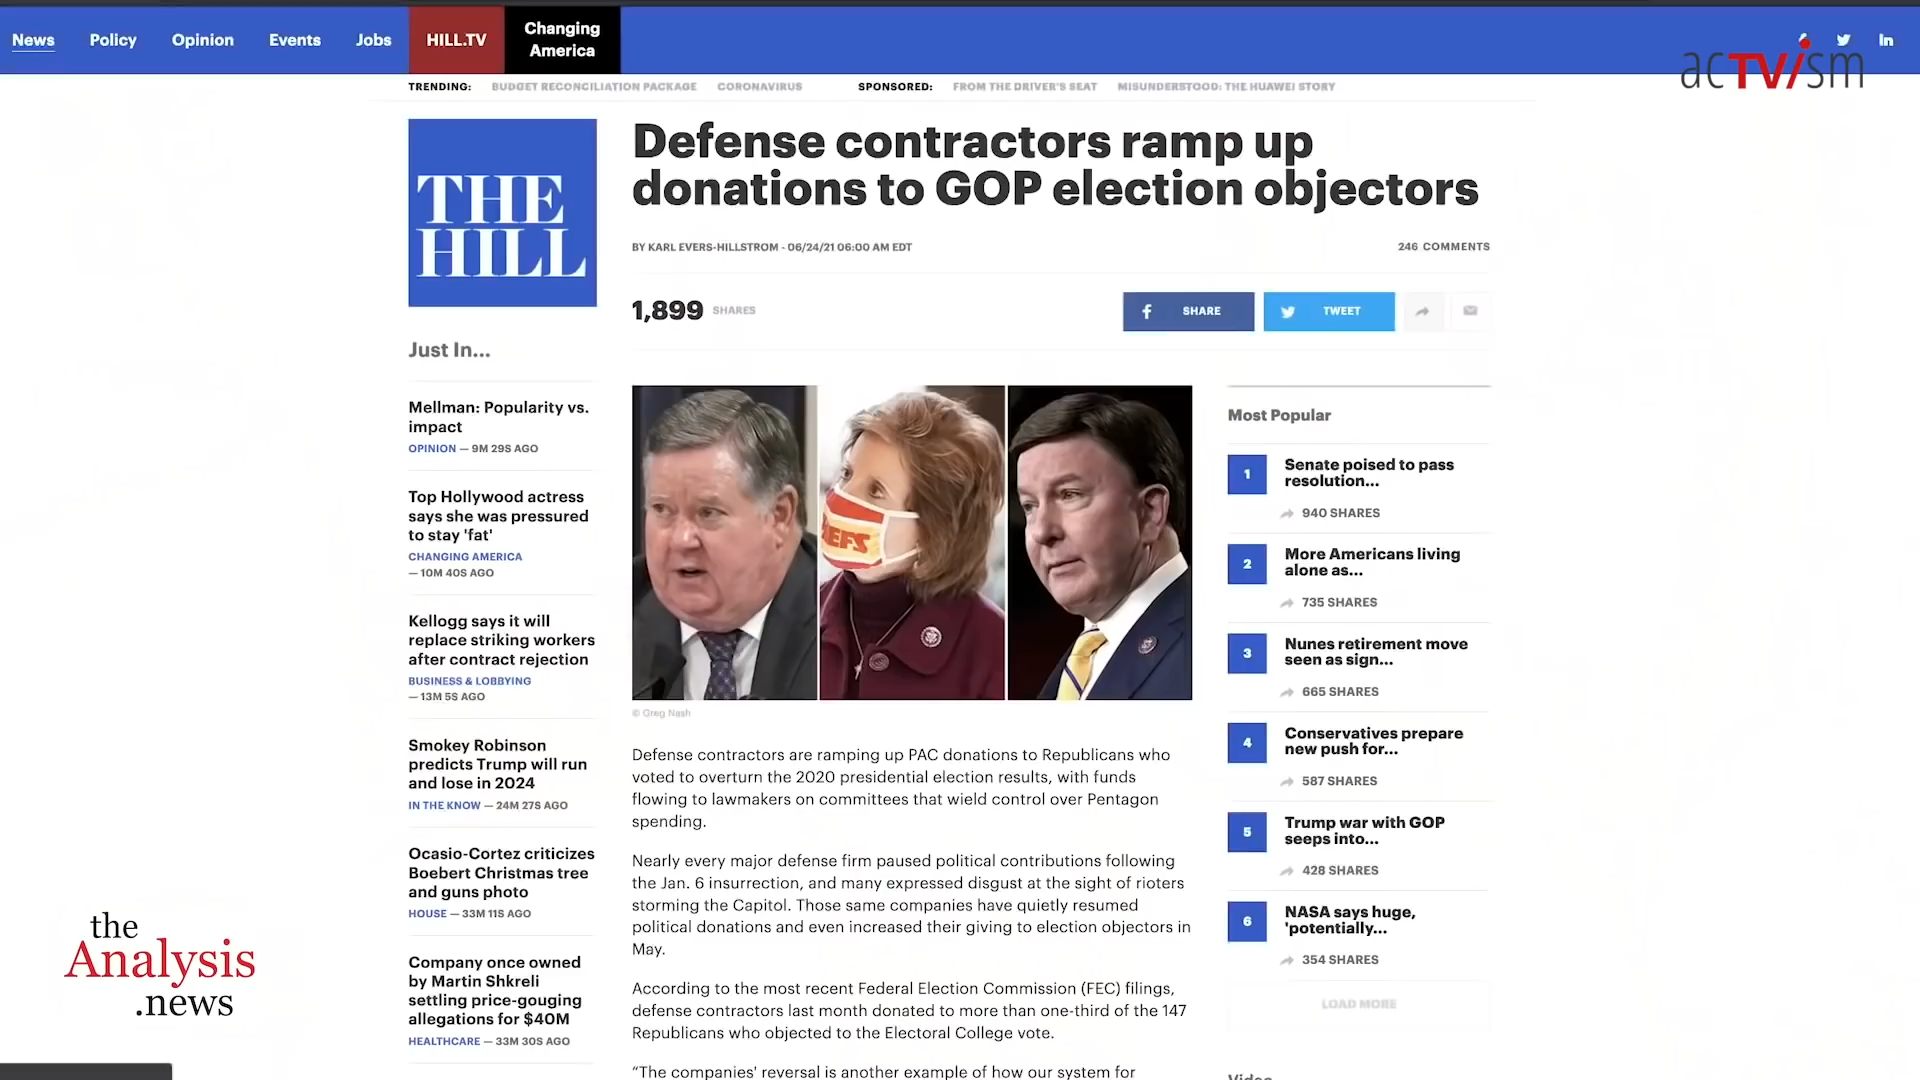 News
Policy
Opinion
Events
Jobs
HILL.TV
Changing
America
acTVism
TRENDING:
BUDGET RECONCILIATION PACKAGE
CORONAVIRUS
SPONSORED:
FROM THE DRIVER'S SEAT
MISUNDERSTOOD: THE HUAWEI STORY
THE
HILL
Defense contractors ramp up
donations to GOP election objectors
BY KARL EVERS-HILLSTROM - 06/24/21 06:00 AM EDT
246 COMMENTS
1,899 SHARES
SHARE
TWEET
Just In...
Mellman: Popularity vs.
impact
OPINION — 9M 29S AGO
Top Hollywood actress
says she was pressured
to stay 'fat'
CHANGING AMERICA
— 10M 40S AGO
Kellogg says it will
replace striking workers
after contract rejection
BUSINESS & LOBBYING
— 13M 5S AGO
Smokey Robinson
predicts Trump will run
and lose in 2024
IN THE KNOW — 24M 27S AGO
Ocasio-Cortez criticizes
Boebert Christmas tree
and guns photo
HOUSE — 33M 11S AGO
Company once owned
by Martin Shkreli
settling price-gouging
allegations for $40M
HEALTHCARE — 33M 30S AGO
EFS
© Greg Nash
Defense contractors are ramping up PAC donations to Republicans who
voted to overturn the 2020 presidential election results, with funds
flowing to lawmakers on committees that wield control over Pentagon
spending.
Nearly every major defense firm paused political contributions following
the Jan. 6 insurrection, and many expressed disgust at the sight of rioters
storming the Capitol. Those same companies have quietly resumed
political donations and even increased their giving to election objectors in
May.
According to the most recent Federal Election Commission (FEC) filings,
defense contractors last month donated to more than one-third of the 147
Republicans who objected to the Electoral College vote.
“The companies' reversal is another example of how our system for
Most Popular
1
Senate poised to pass
resolution...
940 SHARES
2
More Americans living
alone as...
735 SHARES
3
Nunes retirement move
seen as sign...
665 SHARES
4
Conservatives prepare
new push for...
587 SHARES
5
Trump war with GOP
seeps into...
428 SHARES
6
NASA says huge,
'potentially...
354 SHARES
LOAD MORE
Video
the
Analysis
.news